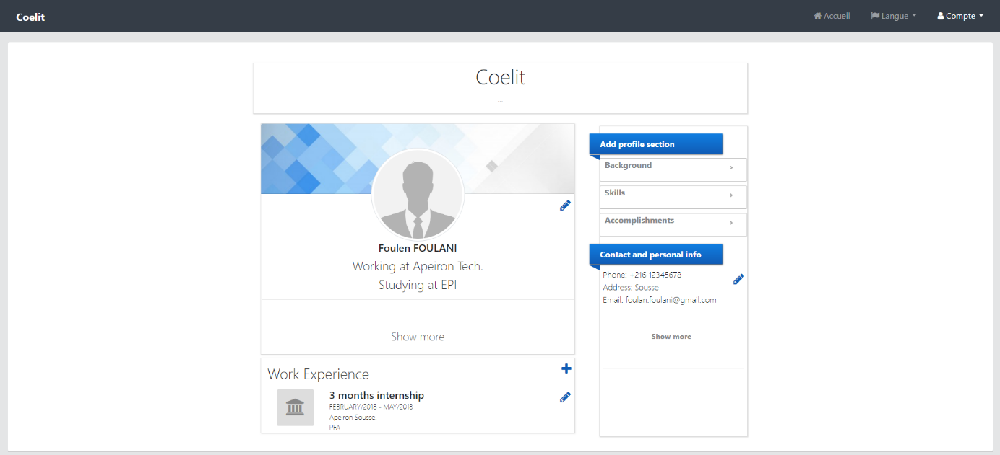 Coelit
Accueil
Langue
Compte
Coelit
...
Foulen FOULANI
Working at Apeiron Tech.
Studying at EPI
Show more
Work Experience
3 months internship
FEBRUARY/2018 - MAY/2018
Apeiron Sousse.
PFA
Add profile section
Background
Skills
Accomplishments
Contact and personal info
Phone: +216 12345678
Address: Sousse
Email: foulan.foulani@gmail.com
Show more